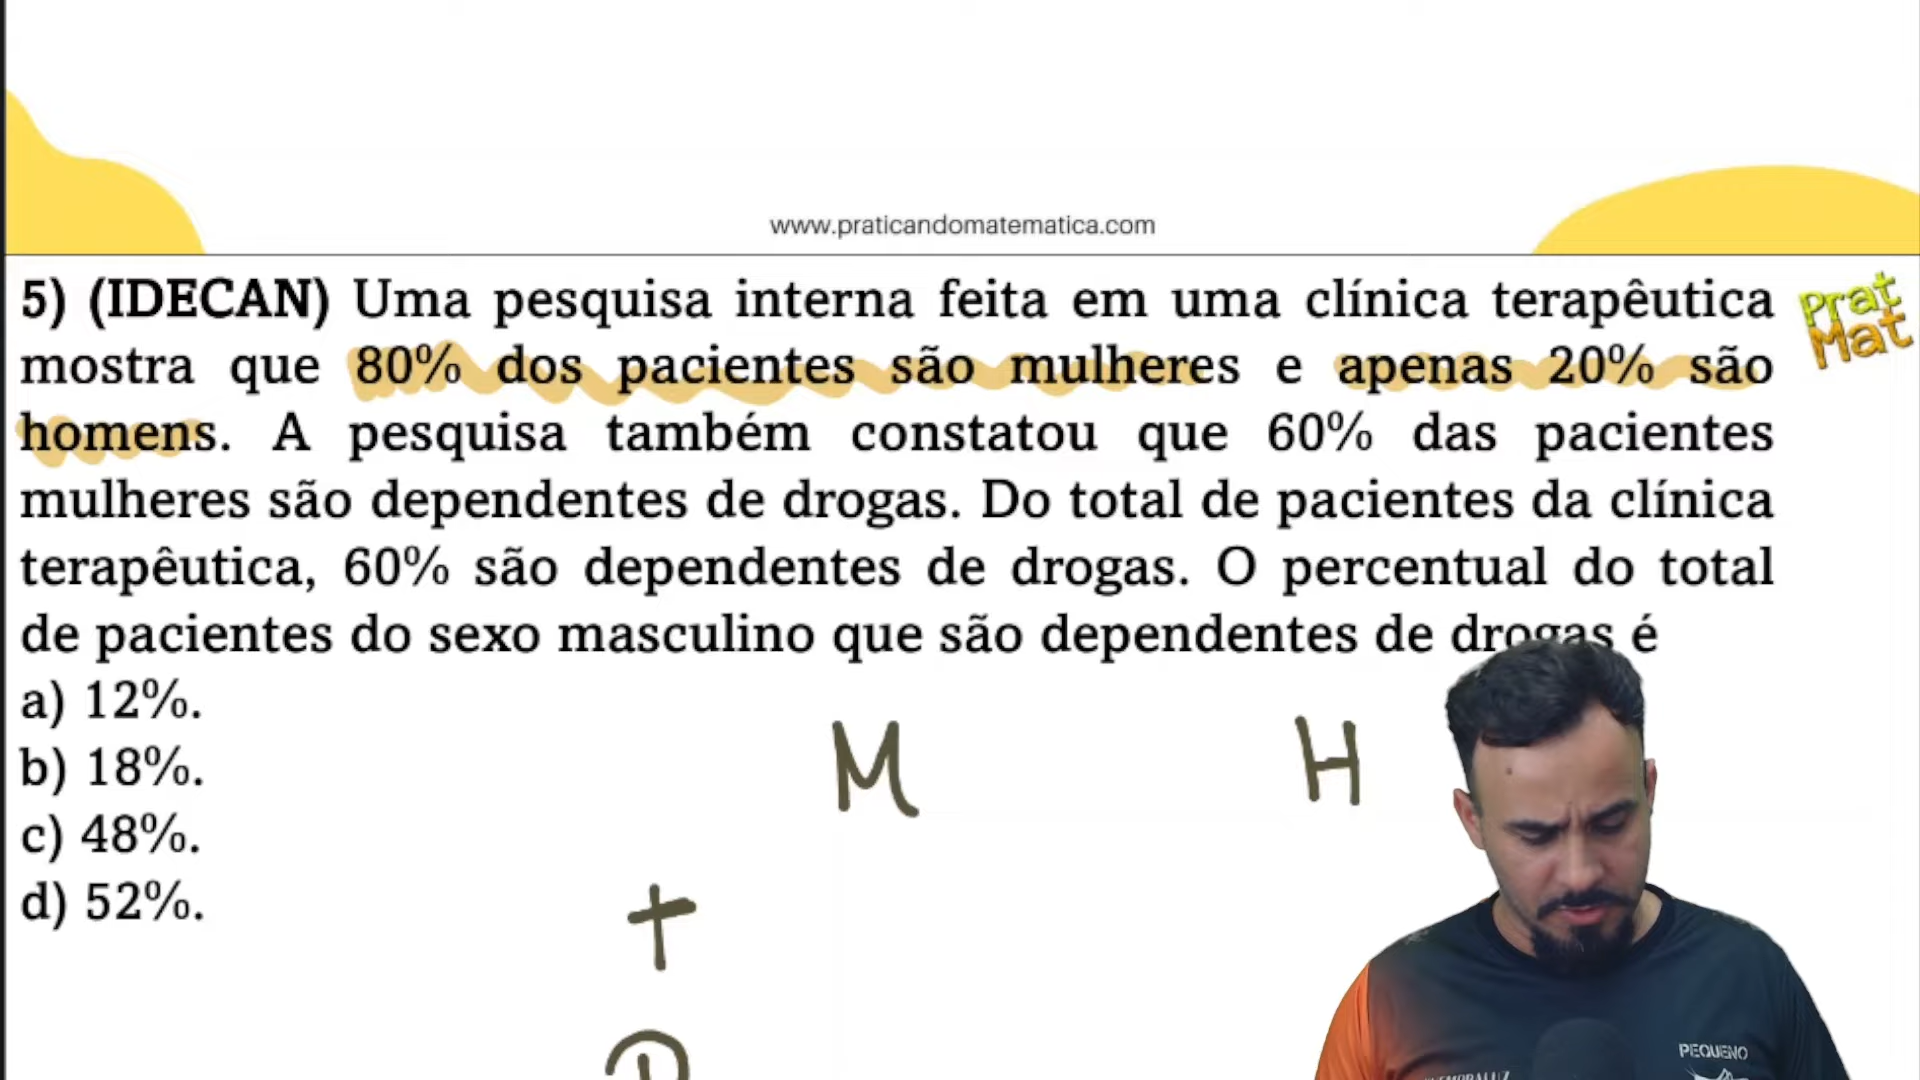 www.praticandomatematica.com
5) (IDECAN) Uma pesquisa interna feita em uma clínica terapêutica
mostra que 80% dos pacientes são mulheres e apenas 20% são
homens. A pesquisa também constatou que 60% das pacientes
mulheres são dependentes de drogas. Do total de pacientes da clínica
terapêutica, 60% são dependentes de drogas. O percentual do total
de pacientes do sexo masculino que são dependentes de drogas é
Prat
Mat
a) 12%.
b) 18%.
c) 48%.
d) 52%.
M H
T
D
PEQUENO